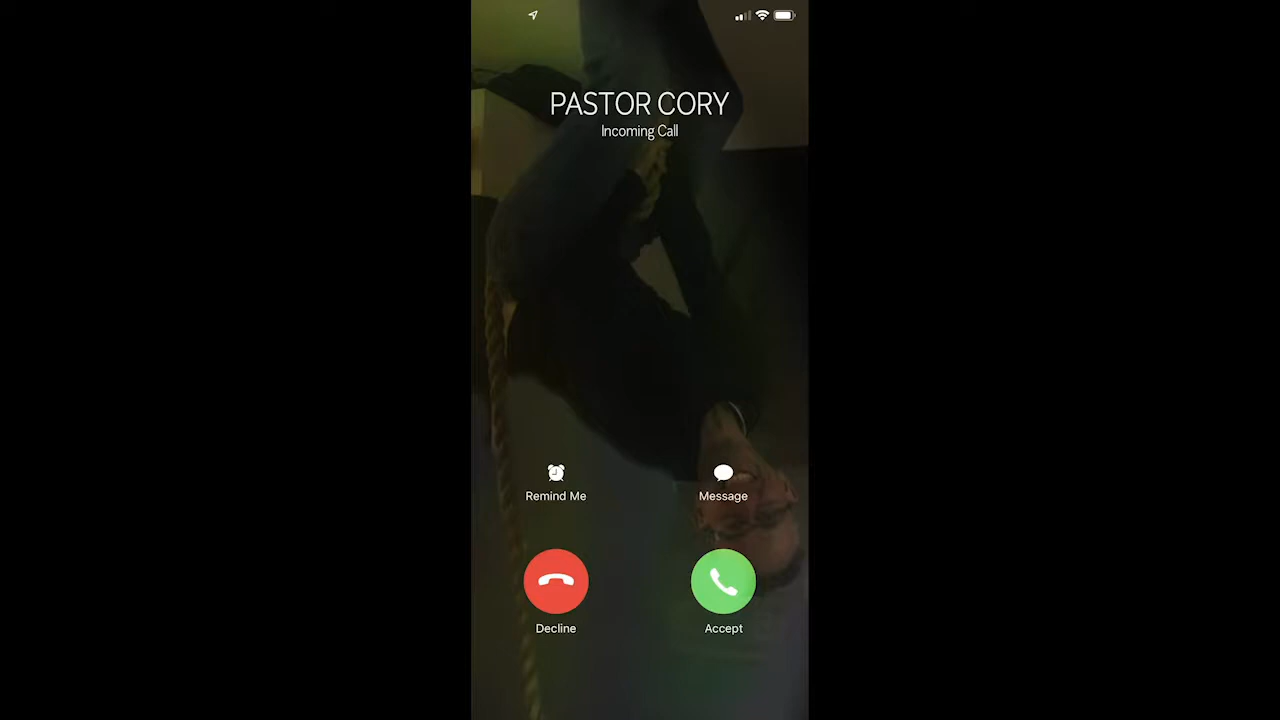 PASTOR CORY
Incoming Call
Remind Me
Message
Decline
Accept